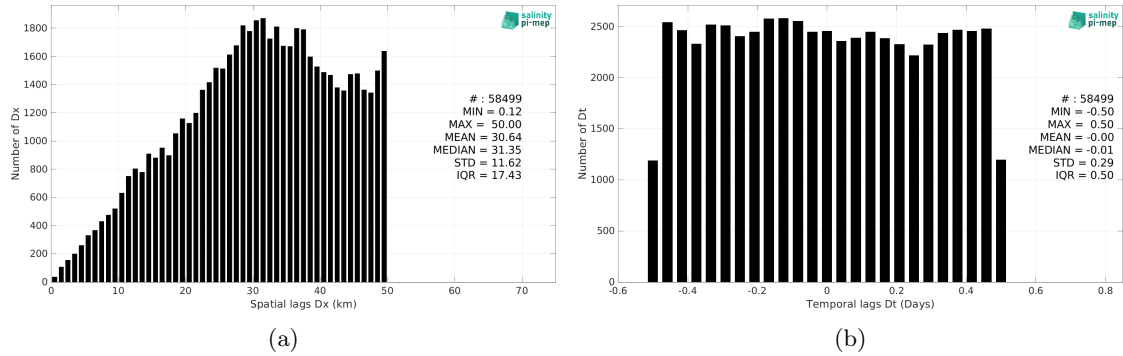 salinity
pi-mep
1800
1600
1400
1200
1000
800
600
400
200
0
Number of Dx
# : 58499
MIN = 0.12
MAX = 50.00
MEAN = 30.64
MEDIAN = 31.35
STD = 11.62
IQR = 17.43
0 10 20 30 40 50 60 70
Spatial lags Dx (km)
(a)
salinity
pi-mep
2500
2000
1500
1000
500
0
Number of Dt
# : 58499
MIN = -0.50
MAX = 0.50
MEAN = -0.00
MEDIAN = -0.01
STD = 0.29
IQR = 0.50
-0.6 -0.4 -0.2 0 0.2 0.4 0.6 0.8
Temporal lags Dt (Days)
(b)